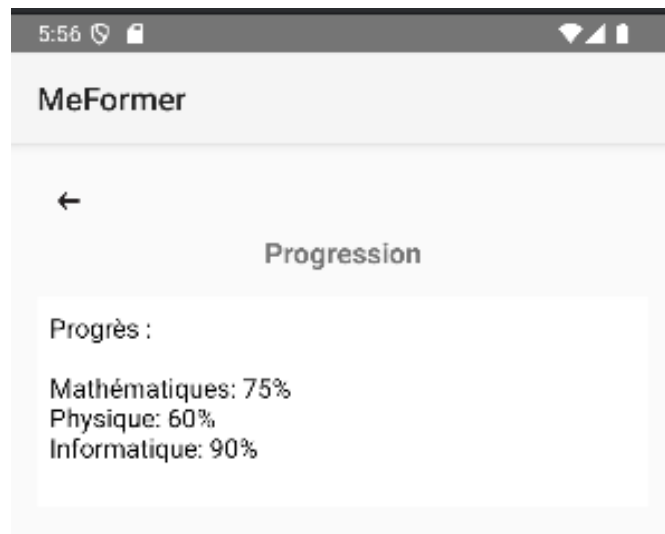 5:56
MeFormer
Progression
Progrès :
Mathématiques: 75%
Physique: 60%
Informatique: 90%